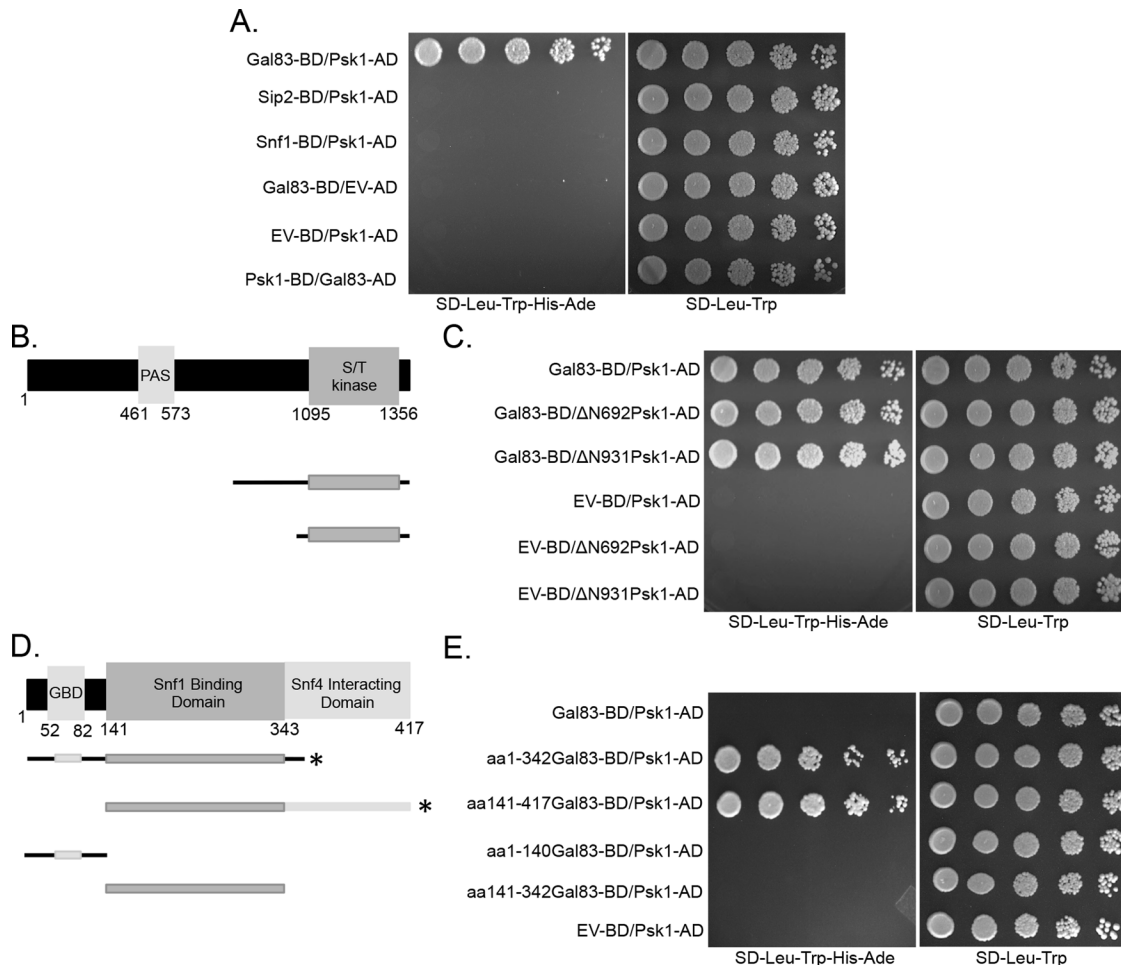 A.
Gal83-BD/Psk1-AD
Sip2-BD/Psk1-AD
Snf1-BD/Psk1-AD
Gal83-BD/EV-AD
EV-BD/Psk1-AD
Psk1-BD/Gal83-AD
SD-Leu-Trp-His-Ade
SD-Leu-Trp
B.
PAS
S/T
kinase
1
461
573
1095
1356
C.
Gal83-BD/Psk1-AD
Gal83-BD/ΔN692Psk1-AD
Gal83-BD/ΔN931Psk1-AD
EV-BD/Psk1-AD
EV-BD/ΔN692Psk1-AD
EV-BD/ΔN931Psk1-AD
SD-Leu-Trp-His-Ade
SD-Leu-Trp
D.
GBD
Snf1 Binding
Domain
Snf4 Interacting
Domain
1
52
82
141
343
417
*
*
E.
Gal83-BD/Psk1-AD
aa1-342Gal83-BD/Psk1-AD
aa141-417Gal83-BD/Psk1-AD
aa1-140Gal83-BD/Psk1-AD
aa141-342Gal83-BD/Psk1-AD
EV-BD/Psk1-AD
SD-Leu-Trp-His-Ade
SD-Leu-Trp